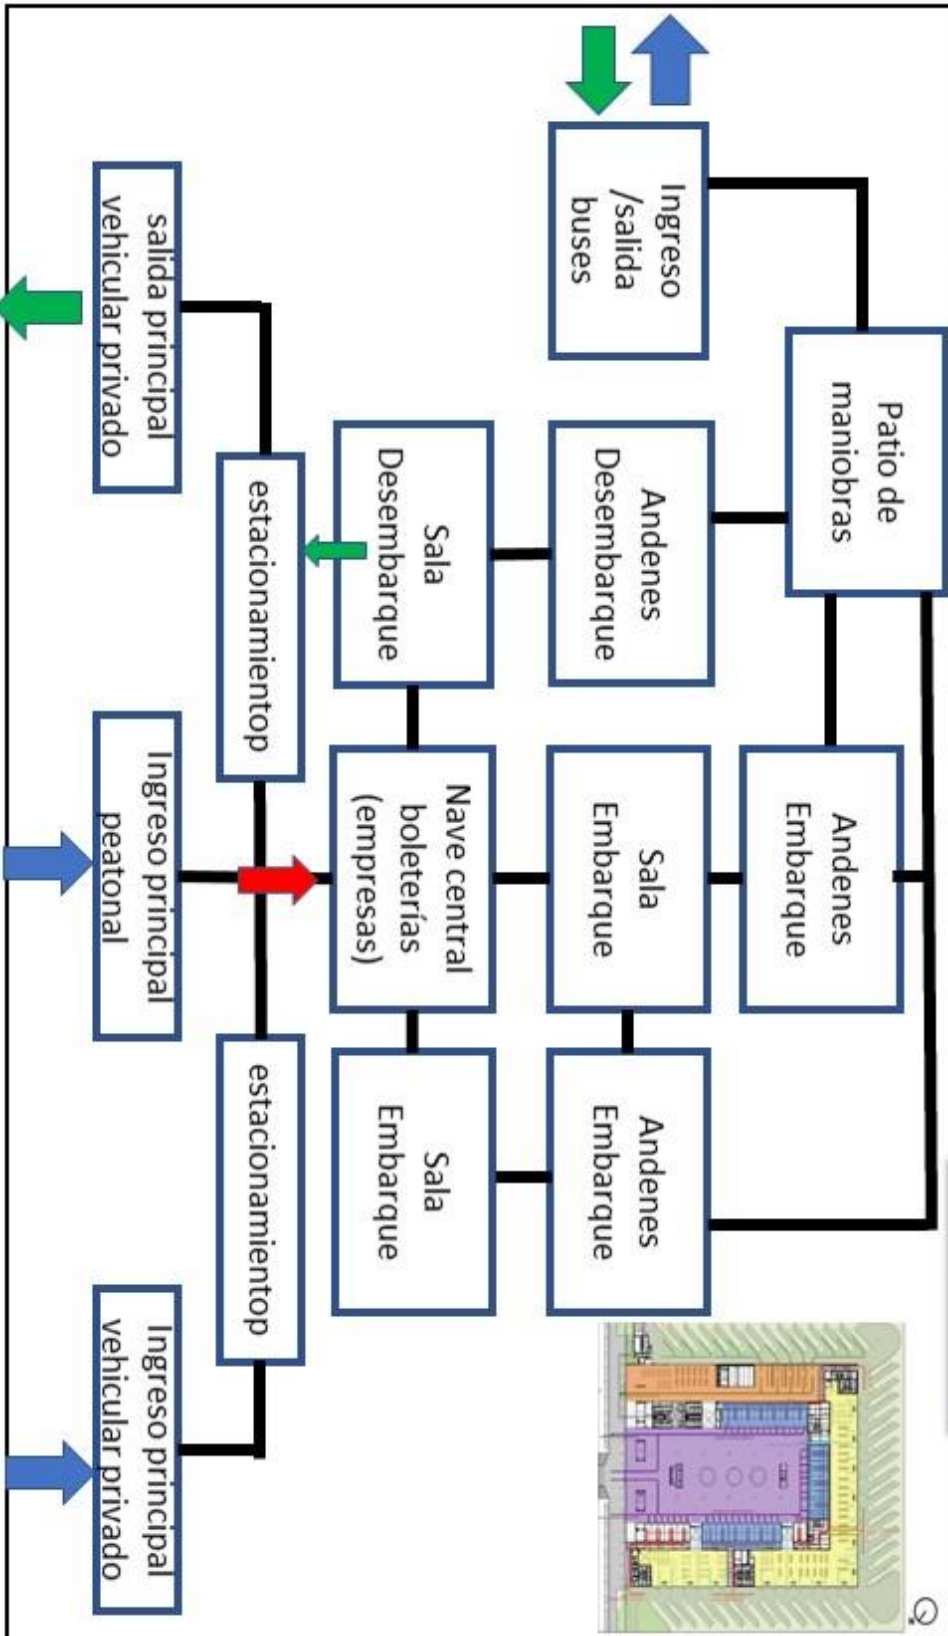 Patio de
maniobras
Ingreso
/salida
buses
Andenes
Desembarque
Andenes
Embarque
Sala
Desembarque
Sala
Embarque
Andenes
Embarque
Nave central
boleterías
(empresas)
Sala
Embarque
estacionamientop
estacionamientop
salida principal
vehicular privado
Ingreso principal
peatonal
Ingreso principal
vehicular privado